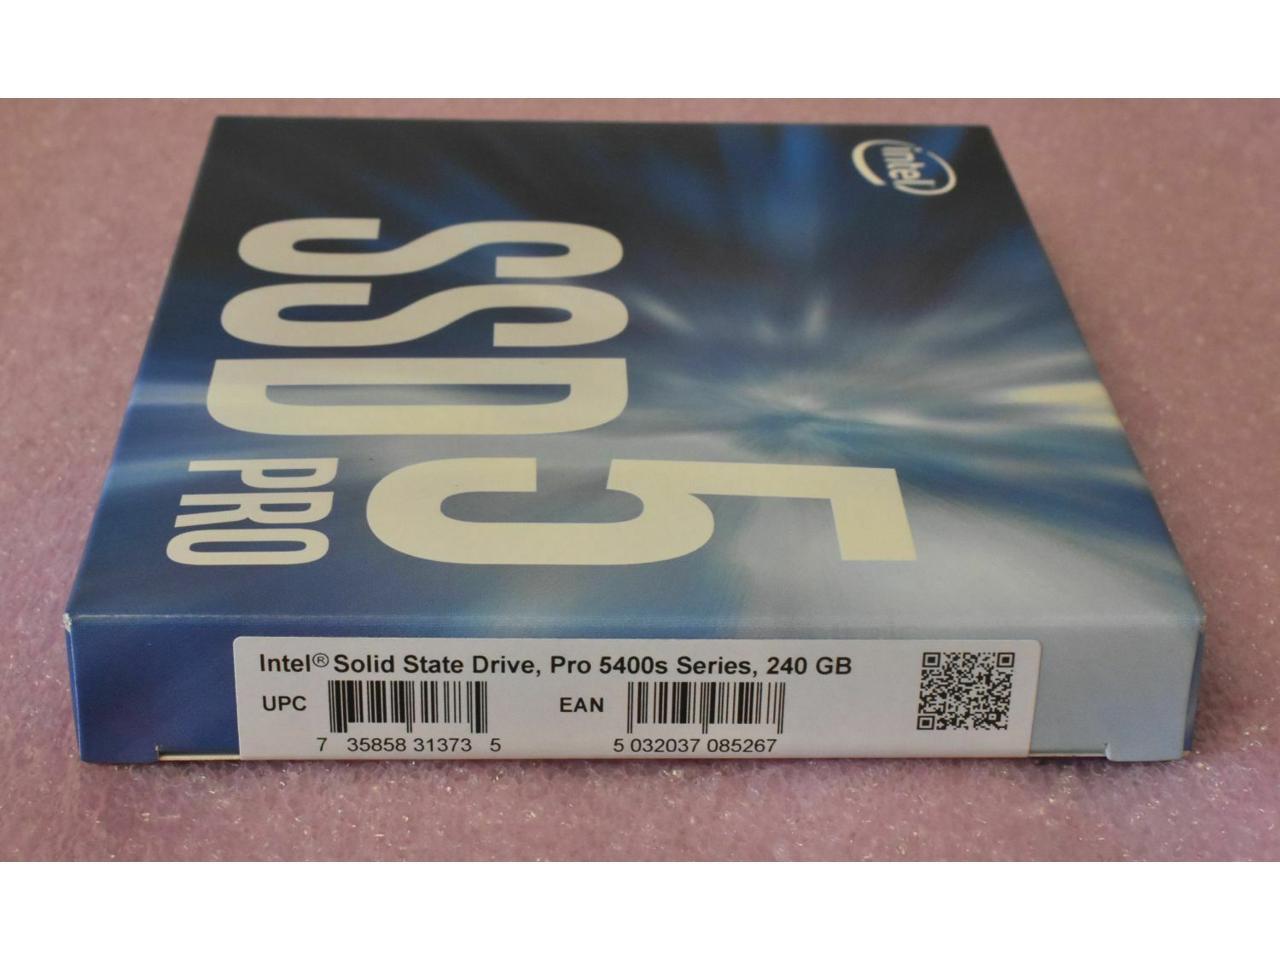 intel
SSD 5
PRO
Intel® Solid State Drive, Pro 5400s Series, 240 GB
UPC
EAN
7 35858 31373 5
5 032037 085267